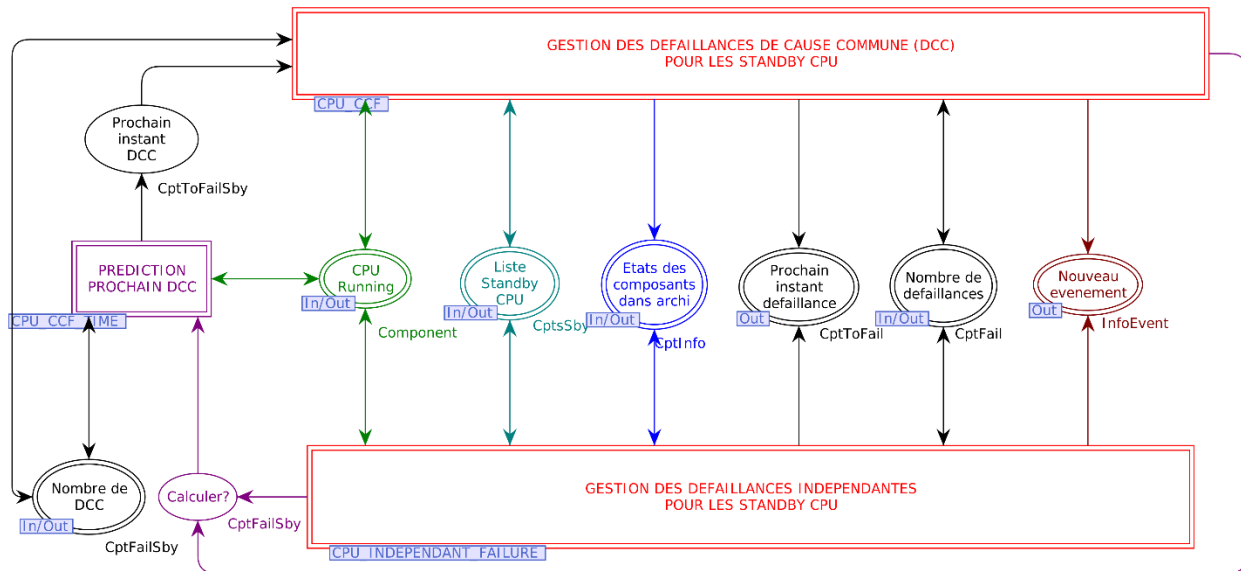 GESTION DES DEFAILLANCES DE CAUSE COMMUNE (DCC)
POUR LES STANDBY CPU
CPU_CCF
Prochain
instant
DCC
CptToFailSby
PREDICTION
PROCHAIN DCC
CPU_CCF_TIME
CPU
Running
In/Out
Component
Liste
Standby
CPU
In/Out
CptsSby
Etats des
composants
dans archi
In/Out
CptInfo
Prochain
instant
defaillance
Out
CptToFail
Nombre de
defaillances
In/Out
CptFail
Nouveau
evenement
Out
InfoEvent
Nombre de
DCC
In/Out
CptFailSby
Calculer?
CptFailSby
GESTION DES DEFAILLANCES INDEPENDANTES
POUR LES STANDBY CPU
CPU_INDEPENDANT_FAILURE